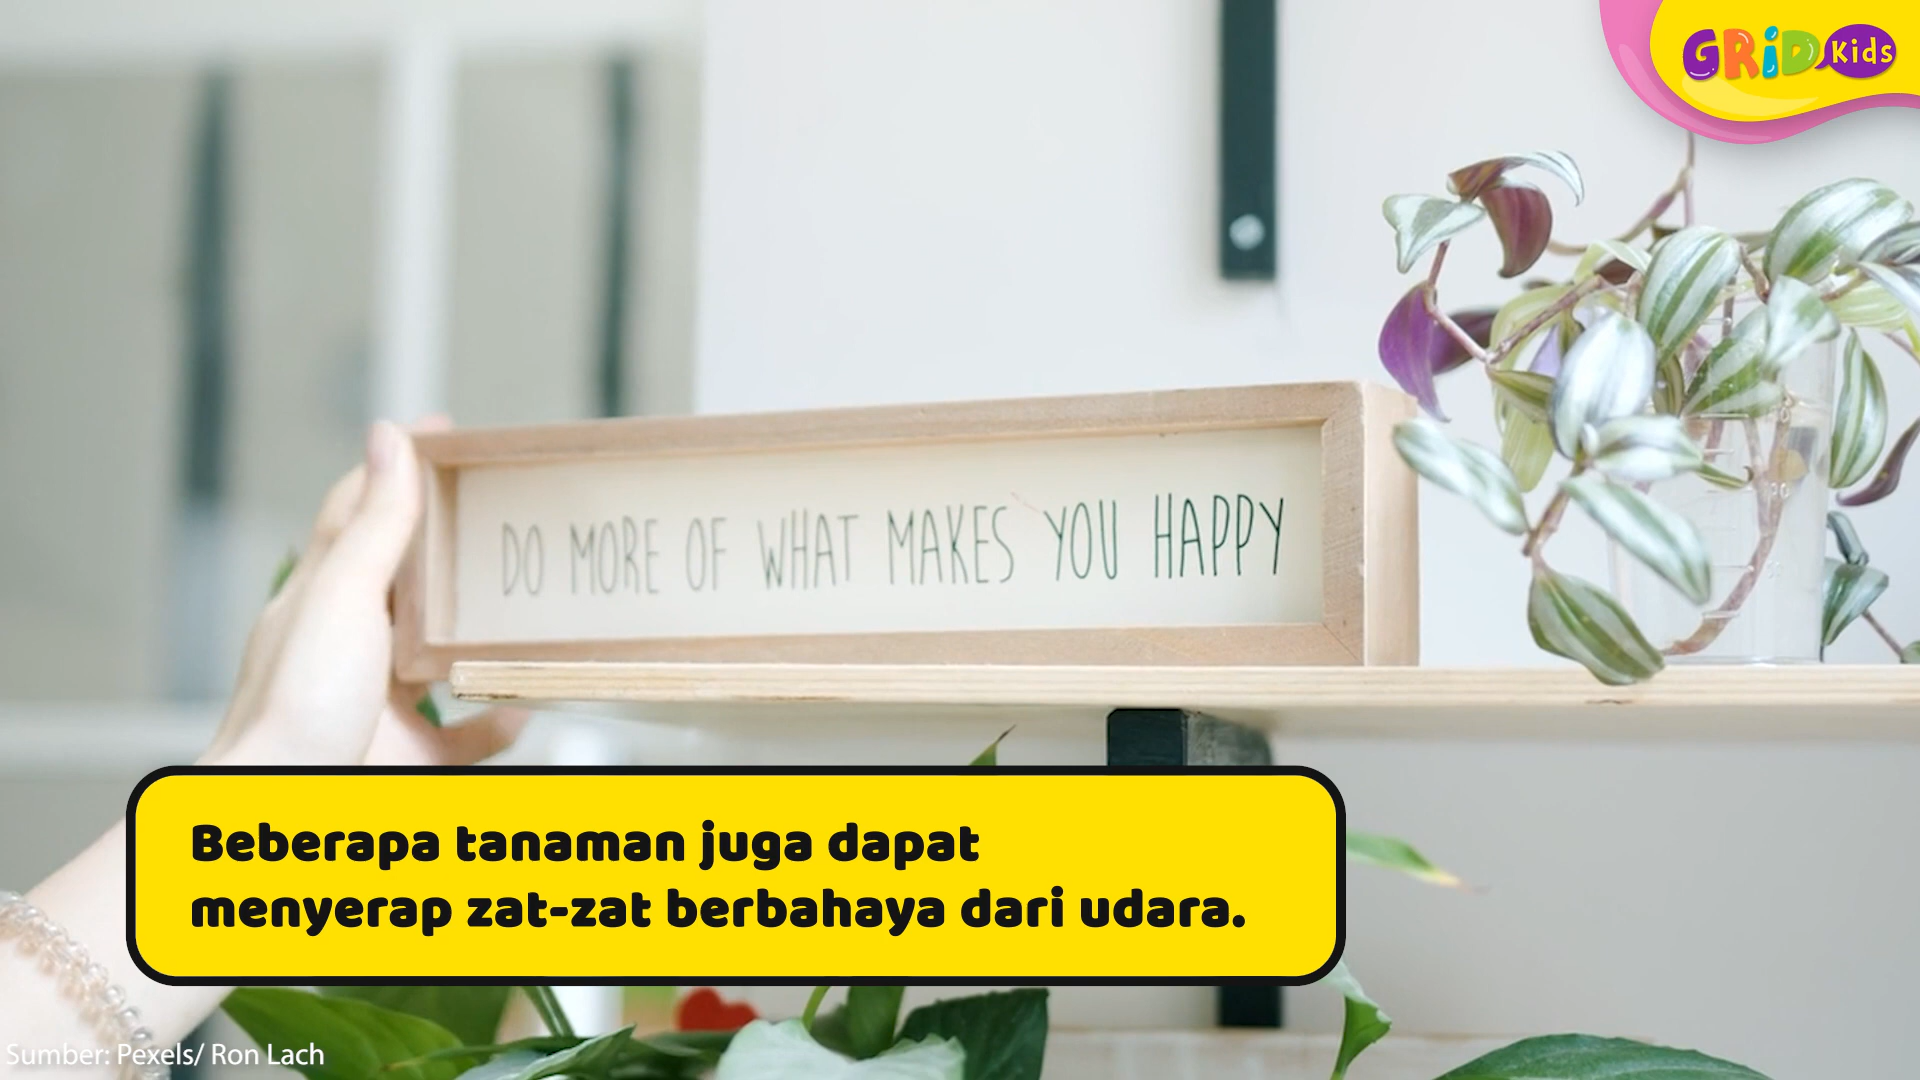 GRiD Kids
DO MORE OF WHAT MAKES YOU HAPPY
Beberapa tanaman juga dapat
menyerap zat-zat berbahaya dari udara.
Sumber: Pexels/ Ron Lach